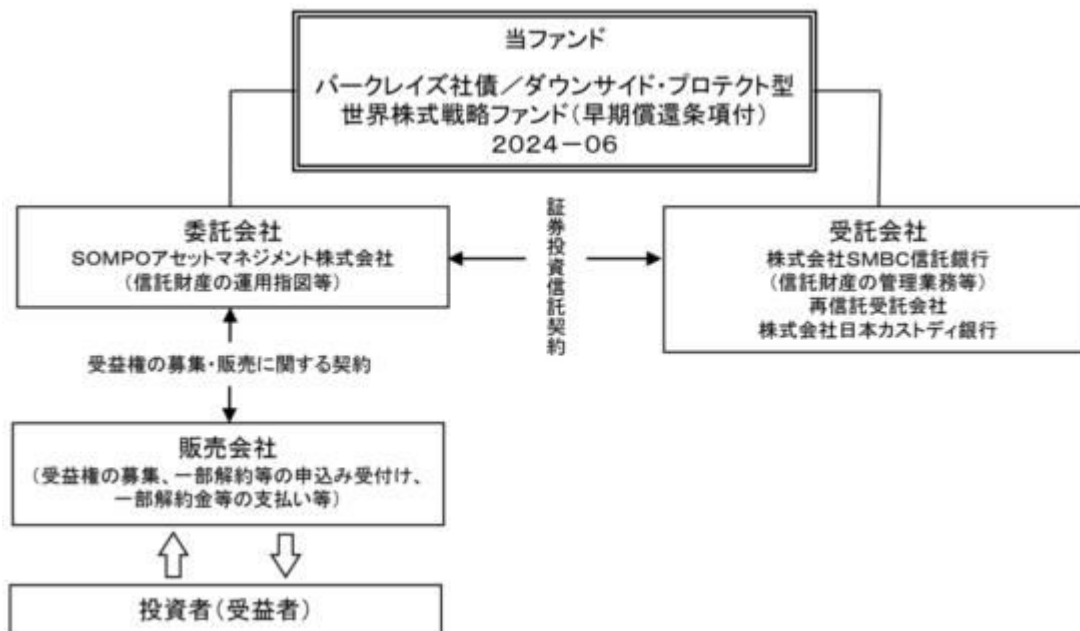 当ファンド
バークレイズ社債/ダウンサイド・プロテクト型
世界株式戦略ファンド(早期償還条項付)
2024-06
委託会社
SOMPOアセットマネジメント株式会社
(信託財産の運用指図等)
証券投資信託契約
受託会社
株式会社SMBC信託銀行
(信託財産の管理業務等)
再信託受託会社
株式会社日本カストディ銀行
受益権の募集・販売に関する契約
販売会社
(受益権の募集、一部解約等の申込み受付け、
一部解約金等の支払い等)
投資者(受益者)